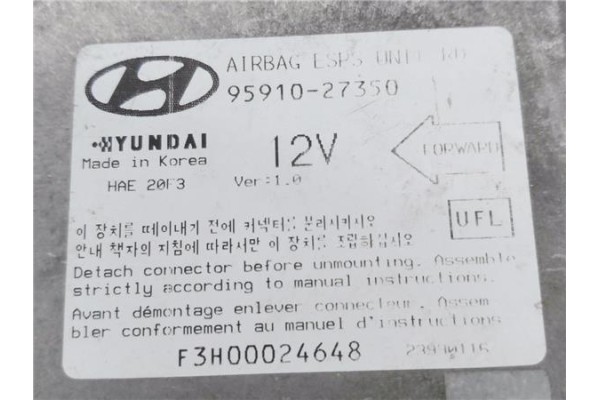 AIRBAG ESPS UNIT RD
95910-27350
HYUNDAI
Made in Korea
12V
FORWARD
HAE 20F3
Ver:1.0
UFL
이 장치를 떼이내기 전에 커넥터를 분리시키시오
안내 책자의 지침에 따라서만 이 장치를 조립하십시오
Detach connector before unmounting. Assemble
strictly according to manual instructions.
Avant démontage enlever connecteur. Assem
bler conformement au manuel d'instructions.
F3H00024648